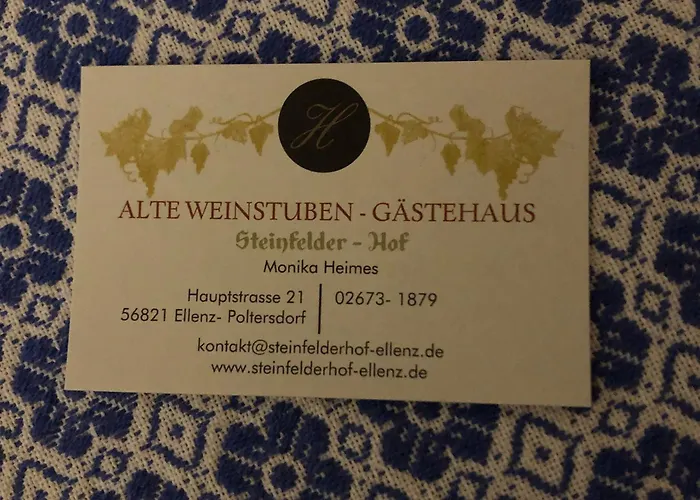 H
ALTE WEINSTUBEN - GÄSTEHAUS
Steinfelder - Hof
Monika Heimes
Hauptstrasse 21 02673- 1879
56821 Ellenz- Poltersdorf
kontakt@steinfelderhof-ellenz.de
www.steinfelderhof-ellenz.de